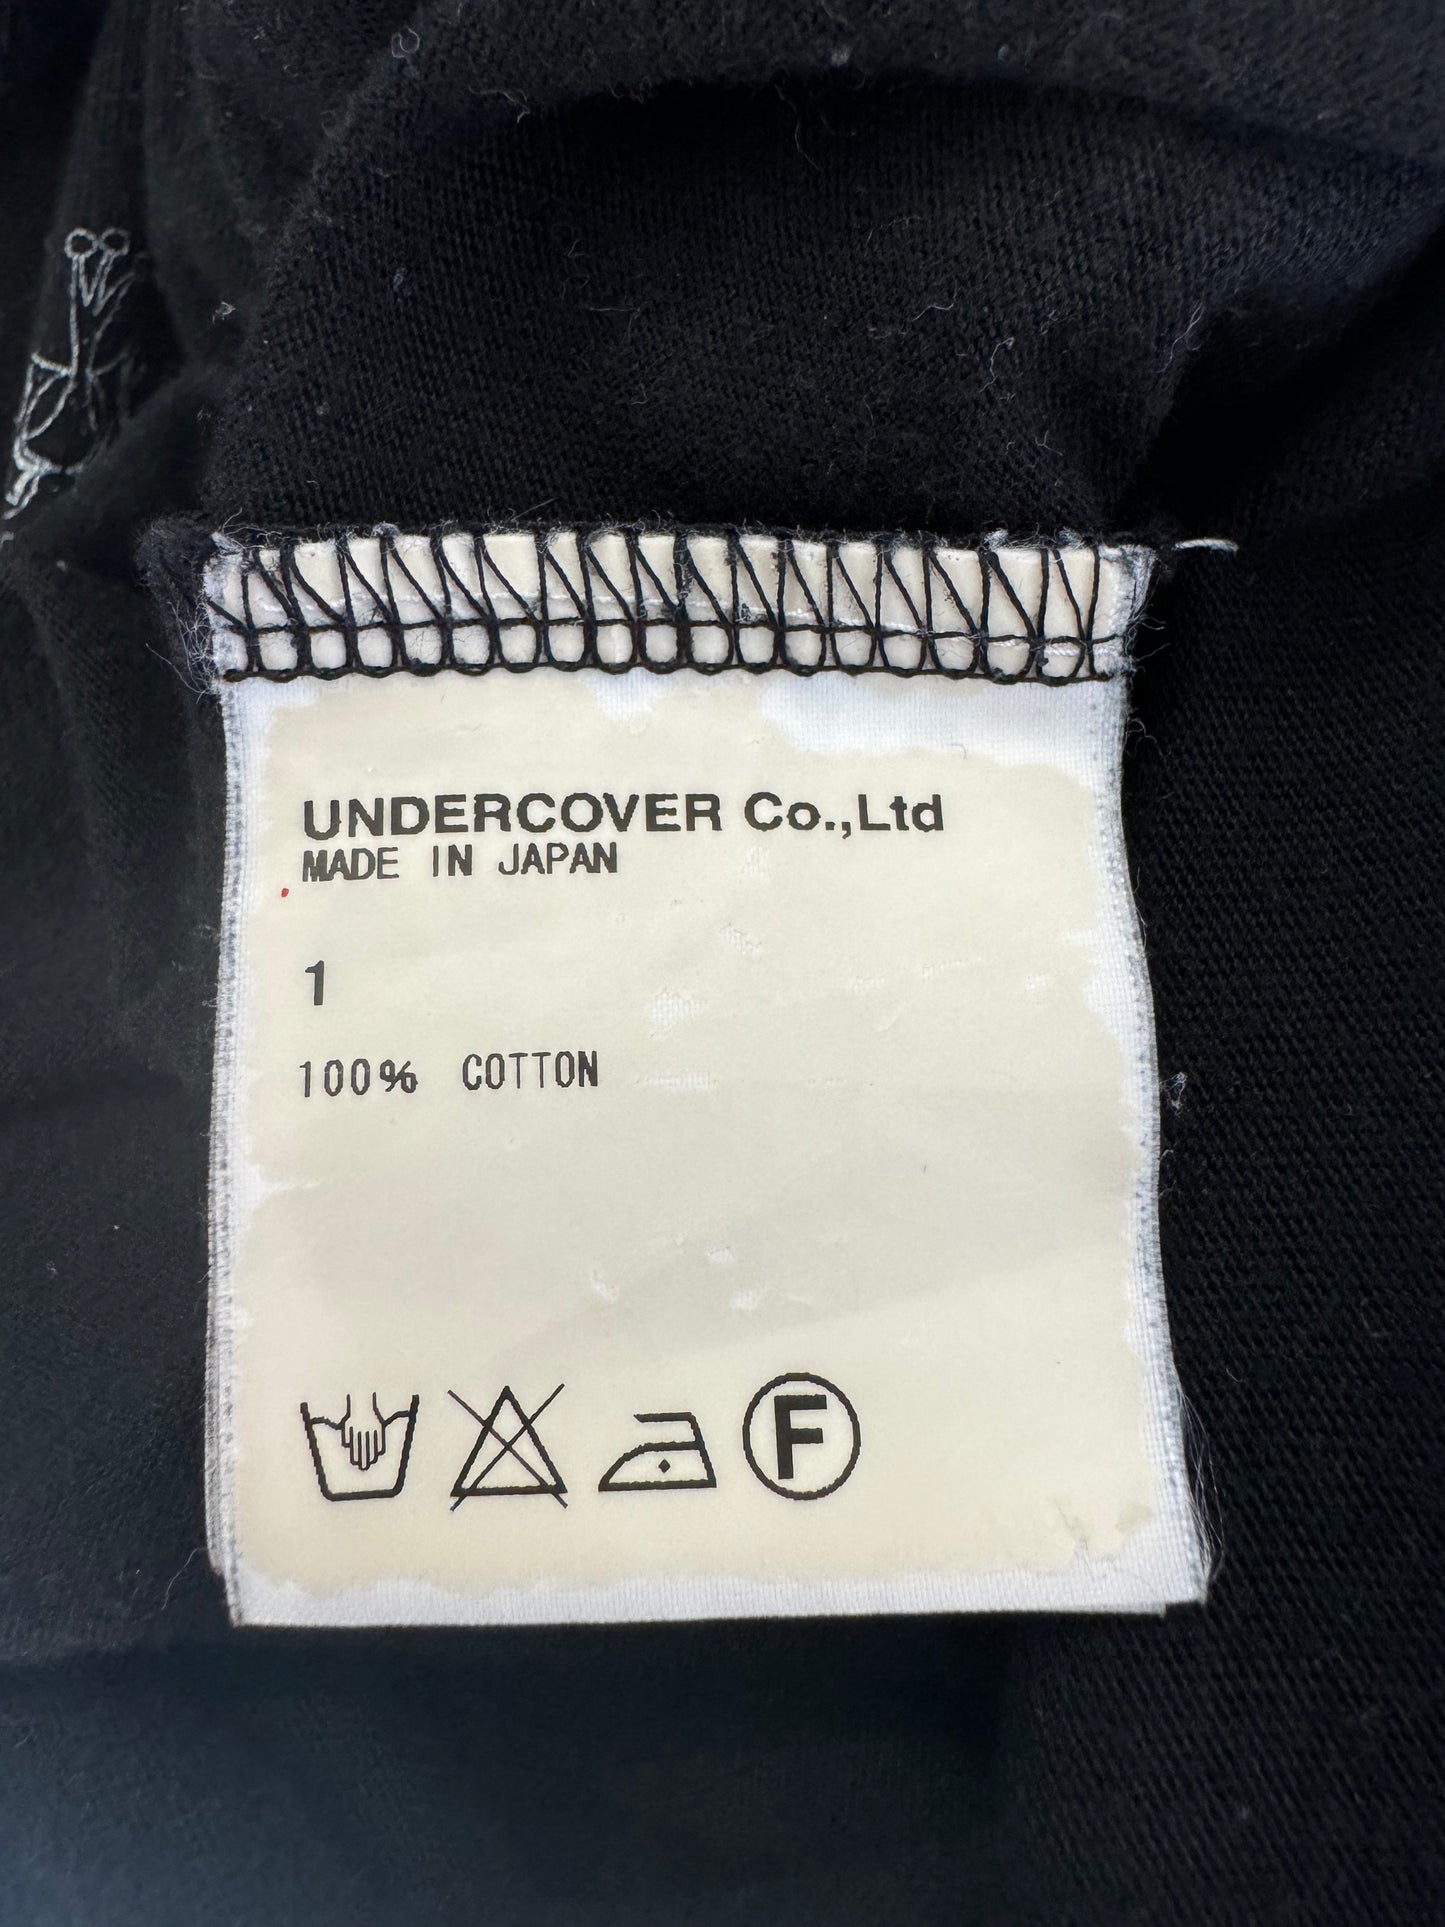 UNDERCOVER Co.,Ltd
MADE IN JAPAN
1
100% COTTON
F